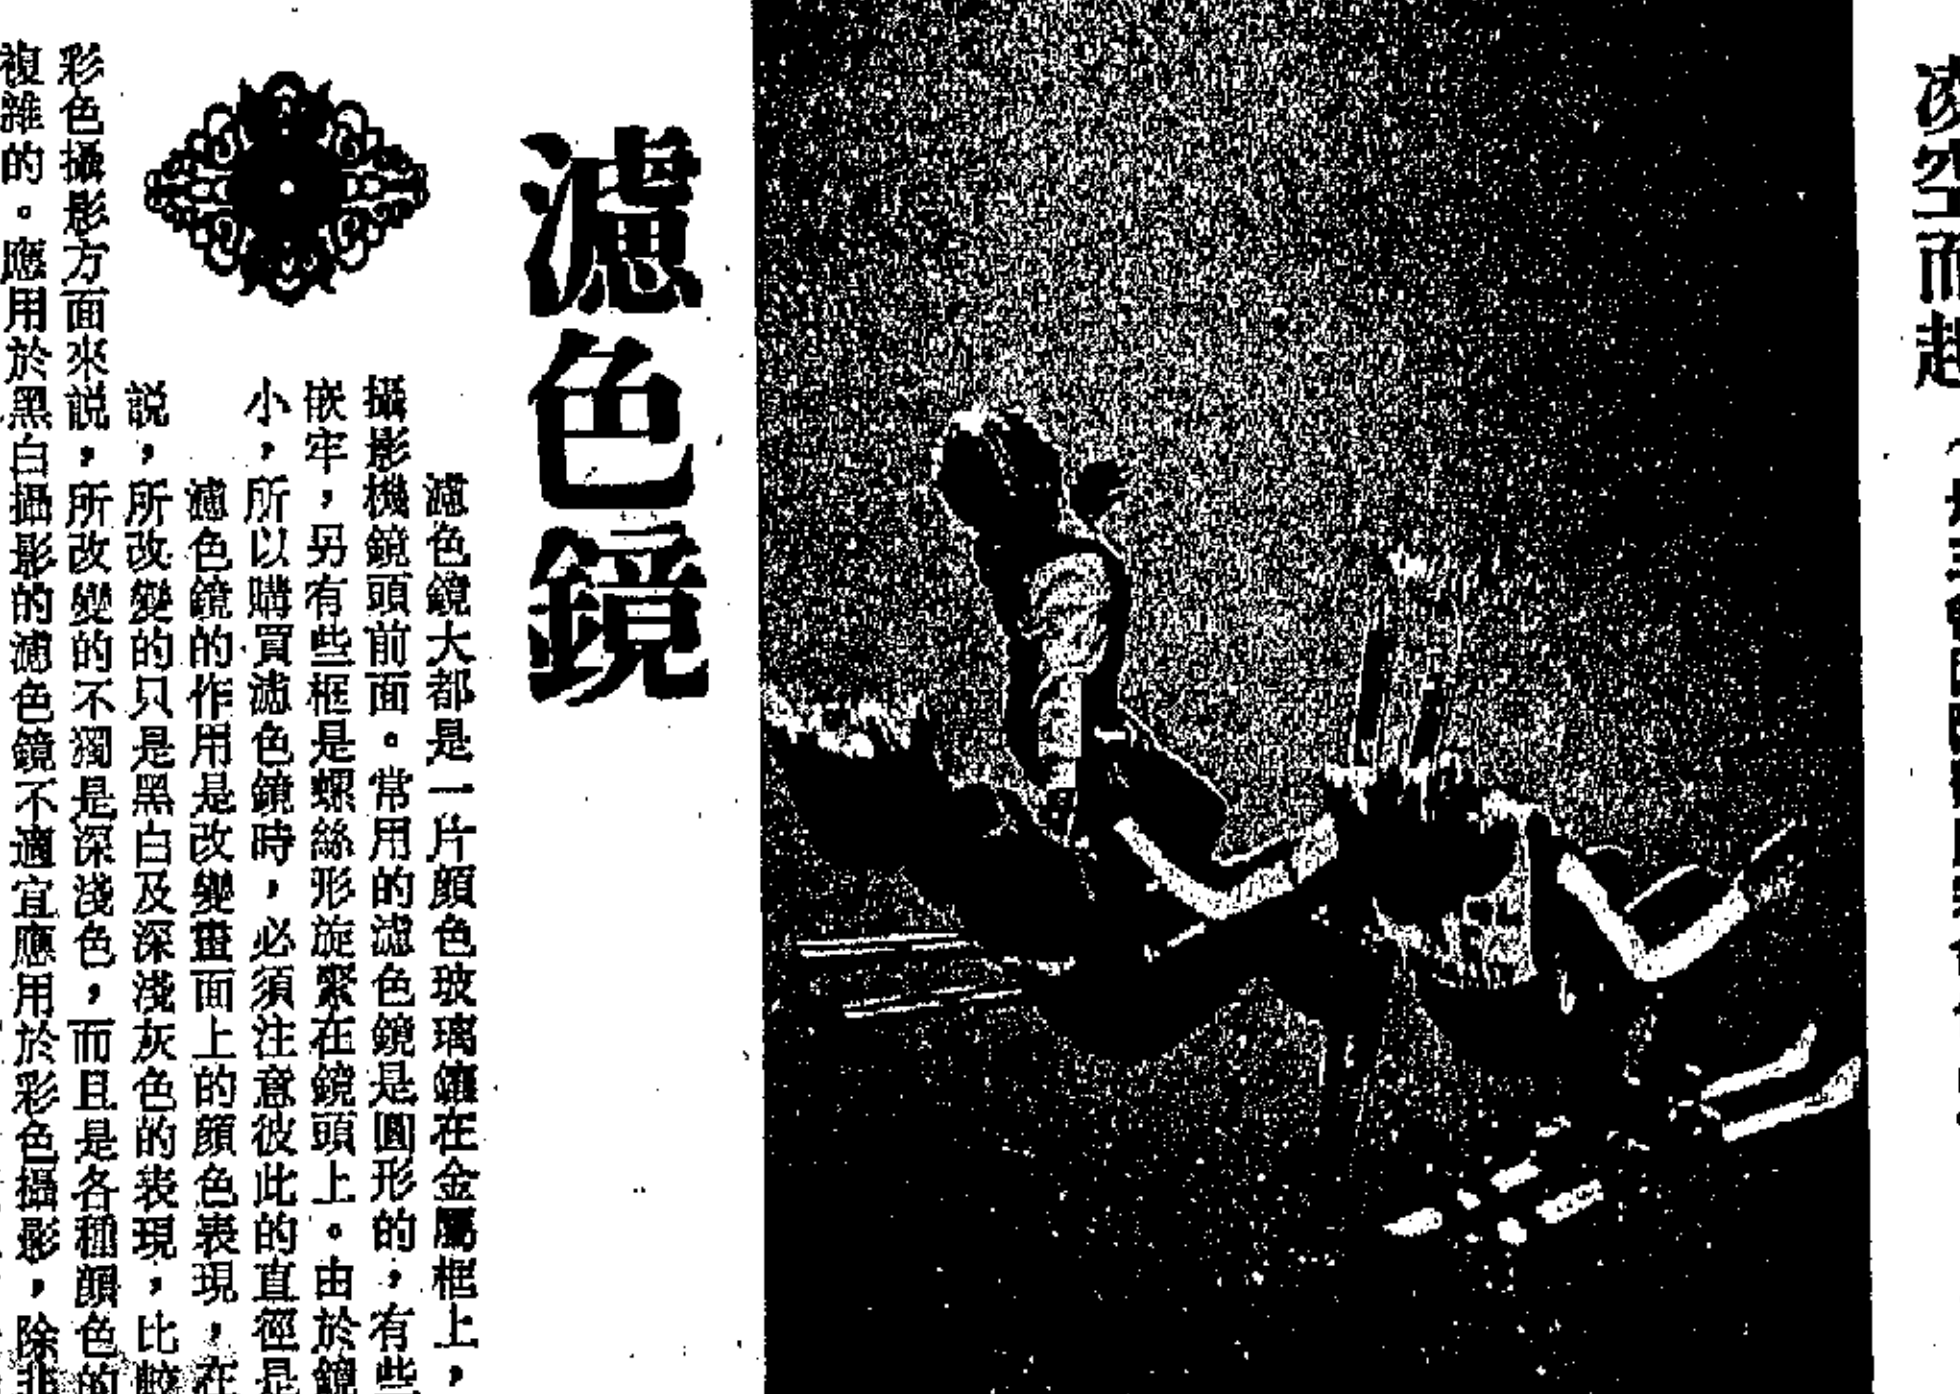 凌空而起
濾色鏡
濾色鏡大都是一片顏色玻璃鑲在金屬框上，
攝影機鏡頭前面。常用的濾色鏡是圓形的，有些
嵌牢，另有些框是螺絲形旋緊在鏡頭上。由於鏡
小，所以購買濾色鏡時，必須注意彼此的直徑是
濾色鏡的作用是改變畫面上的顏色表現，在
説，所改變的只是黑白及深淺灰色的表現，比較
彩色攝影方面來説，所改變的不獨是深淺色，而且是各種顏色的
複雜的。應用於黑白攝影的濾色鏡不適宜應用於彩色攝影，除非